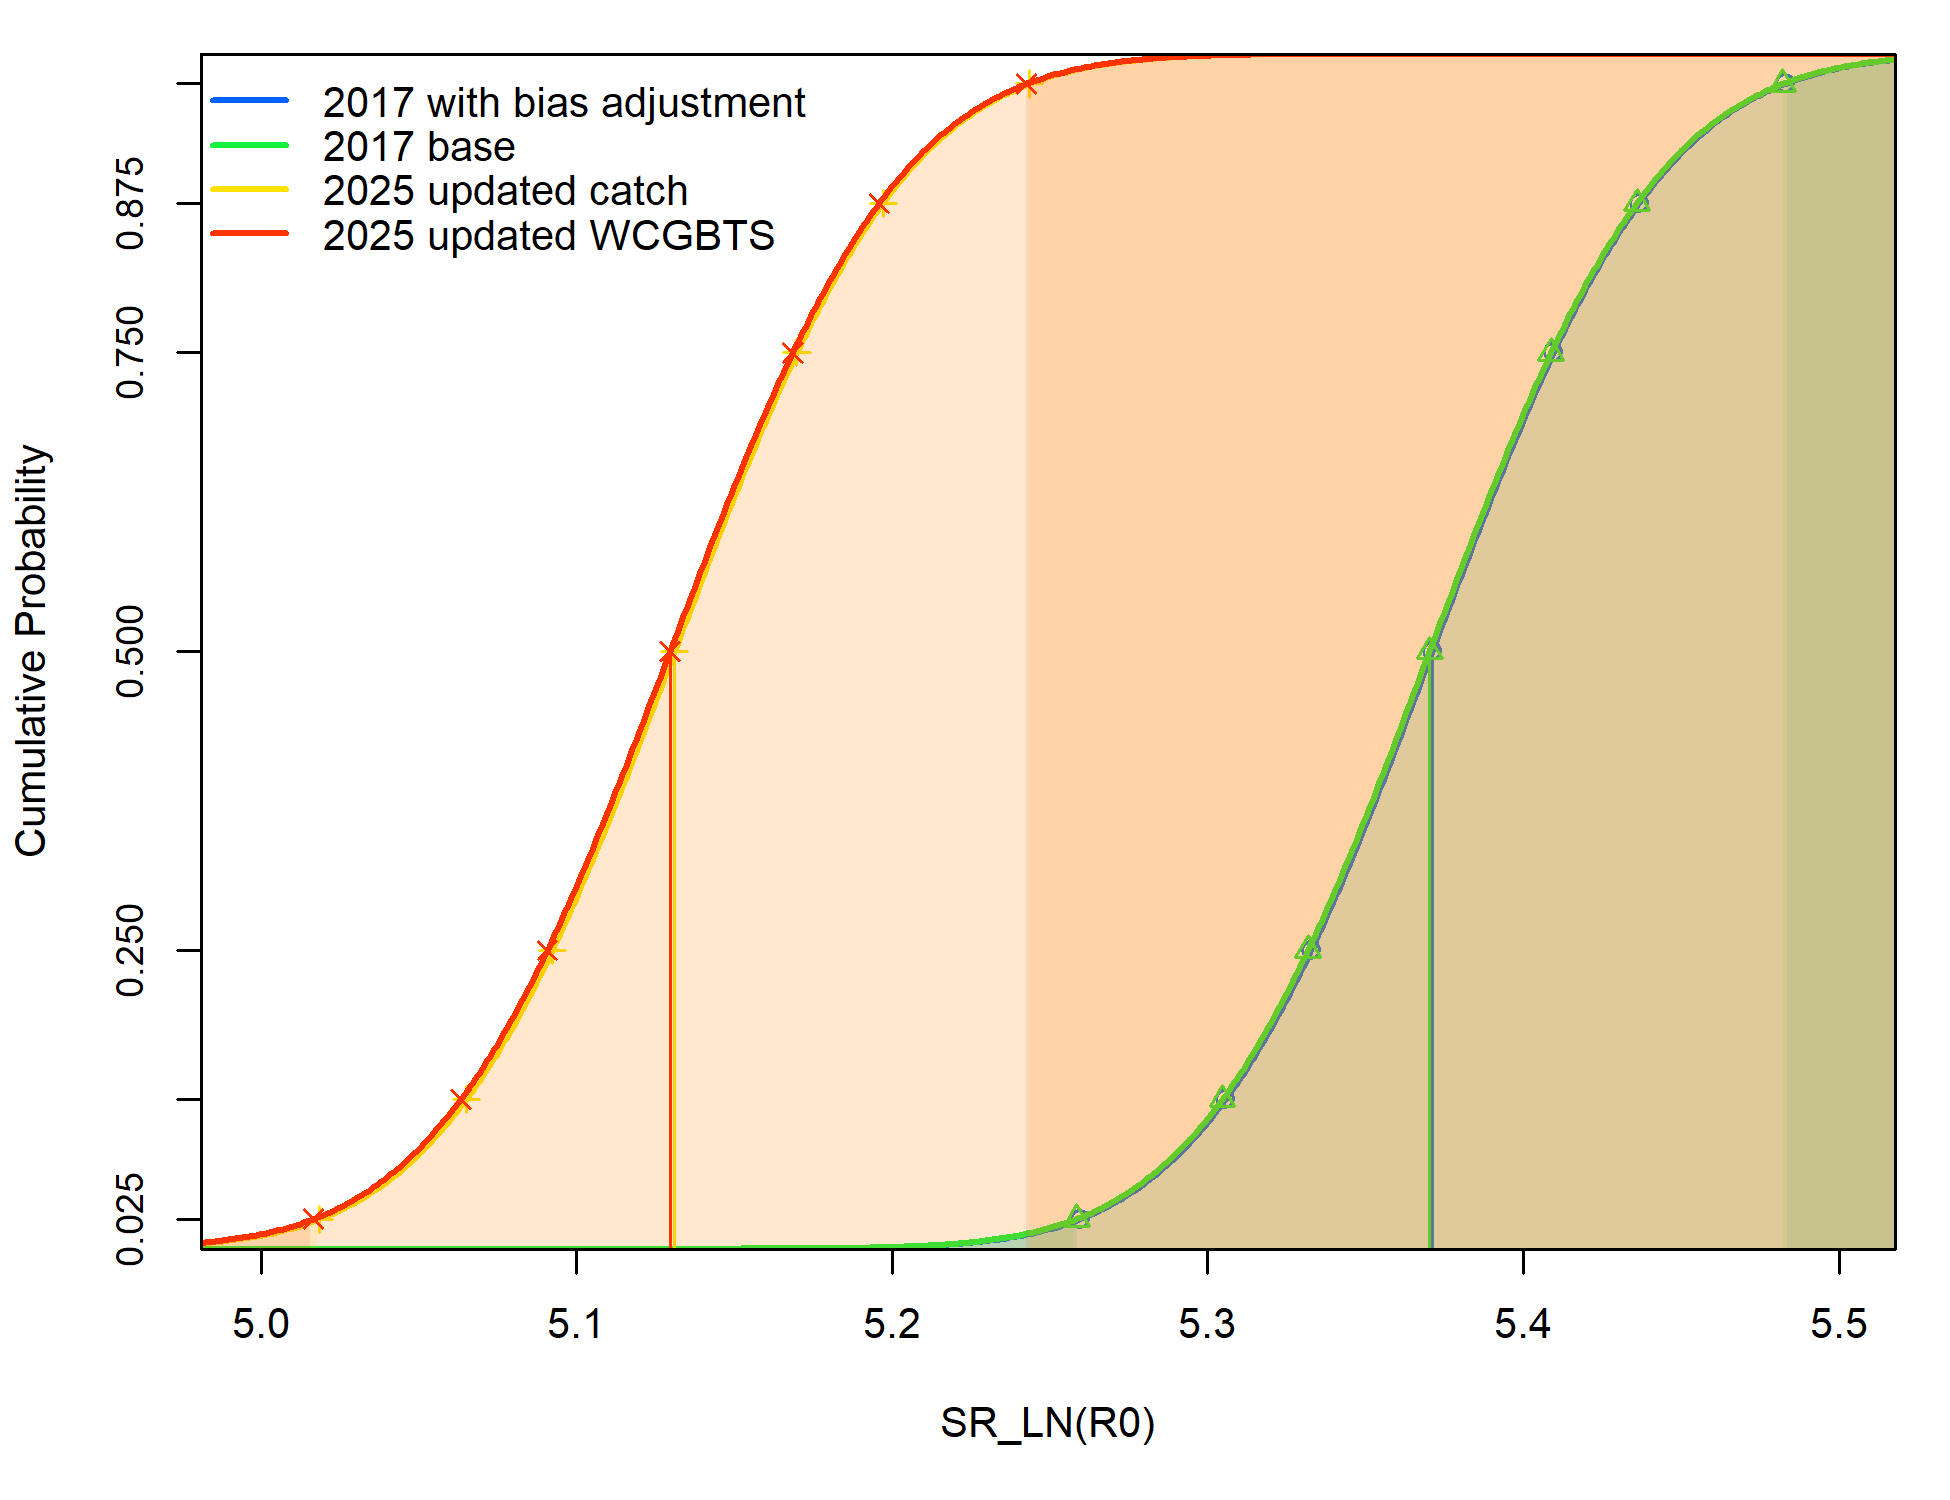 2017 with bias adjustment
2017 base
2025 updated catch
2025 updated WCGBTS
Cumulative Probability
0.875
0.750
0.500
0.250
0.025
5.0 5.1 5.2 5.3 5.4 5.5
SR_LN(R0)